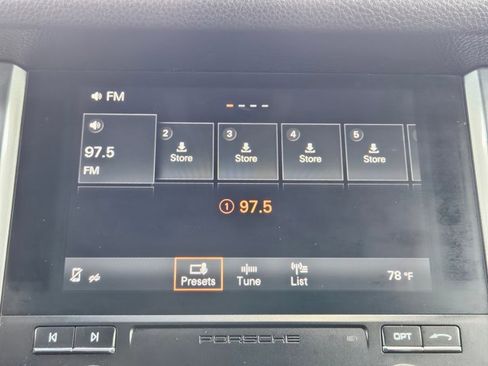 FM
2 3 4 5
97.5 Store Store Store Store
FM
1 97.5
Presets Tune List 78 °F
PORSCHE OPT